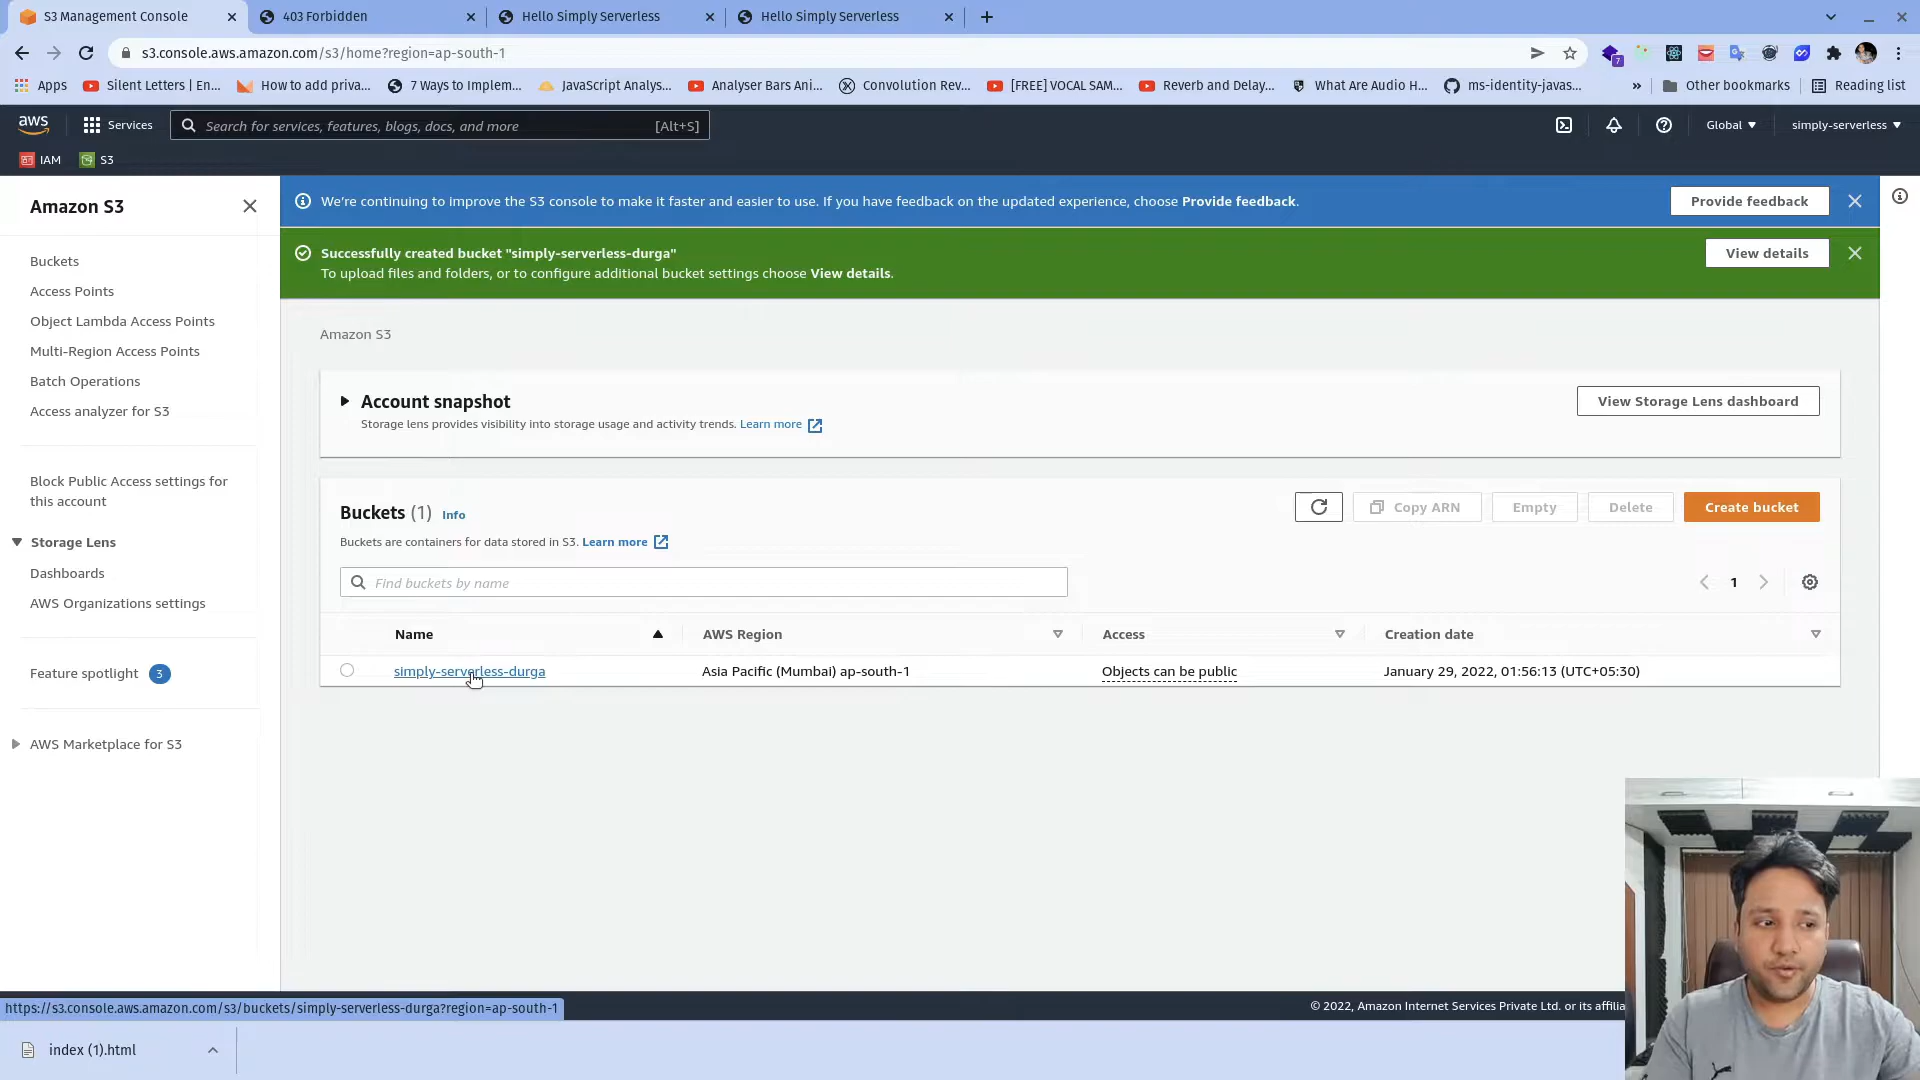 S3 Management Console
403 Forbidden
Hello Simply Serverless
Hello Simply Serverless
s3.console.aws.amazon.com/s3/home?region=ap-south-1
7
Apps
Silent Letters | En...
How to add priva...
7 Ways to Implem...
JavaScript Analys...
Analyser Bars Ani...
Convolution Rev...
[FREE] VOCAL SAM...
Reverb and Delay...
What Are Audio H...
ms-identity-javas...
»
Other bookmarks
Reading list
aws
Services
Search for services, features, blogs, docs, and more
[Alt+S]
Global
simply-serverless
IAM
S3
Amazon S3
Buckets
Access Points
Object Lambda Access Points
Multi-Region Access Points
Batch Operations
Access analyzer for S3
Block Public Access settings for
this account
Storage Lens
Dashboards
AWS Organizations settings
Feature spotlight
3
AWS Marketplace for S3
We're continuing to improve the S3 console to make it faster and easier to use. If you have feedback on the updated experience, choose Provide feedback.
Provide feedback
Successfully created bucket "simply-serverless-durga"
To upload files and folders, or to configure additional bucket settings choose View details.
View details
Amazon S3
Account snapshot
Storage lens provides visibility into storage usage and activity trends. Learn more
View Storage Lens dashboard
Buckets (1)
Info
Buckets are containers for data stored in S3. Learn more
Copy ARN
Empty
Delete
Create bucket
Find buckets by name
1
Name
AWS Region
Access
Creation date
simply-serverless-durga
Asia Pacific (Mumbai) ap-south-1
Objects can be public
January 29, 2022, 01:56:13 (UTC+05:30)
https://s3.console.aws.amazon.com/s3/buckets/simply-serverless-durga?region=ap-south-1
© 2022, Amazon Internet Services Private Ltd. or its affilia
index (1).html